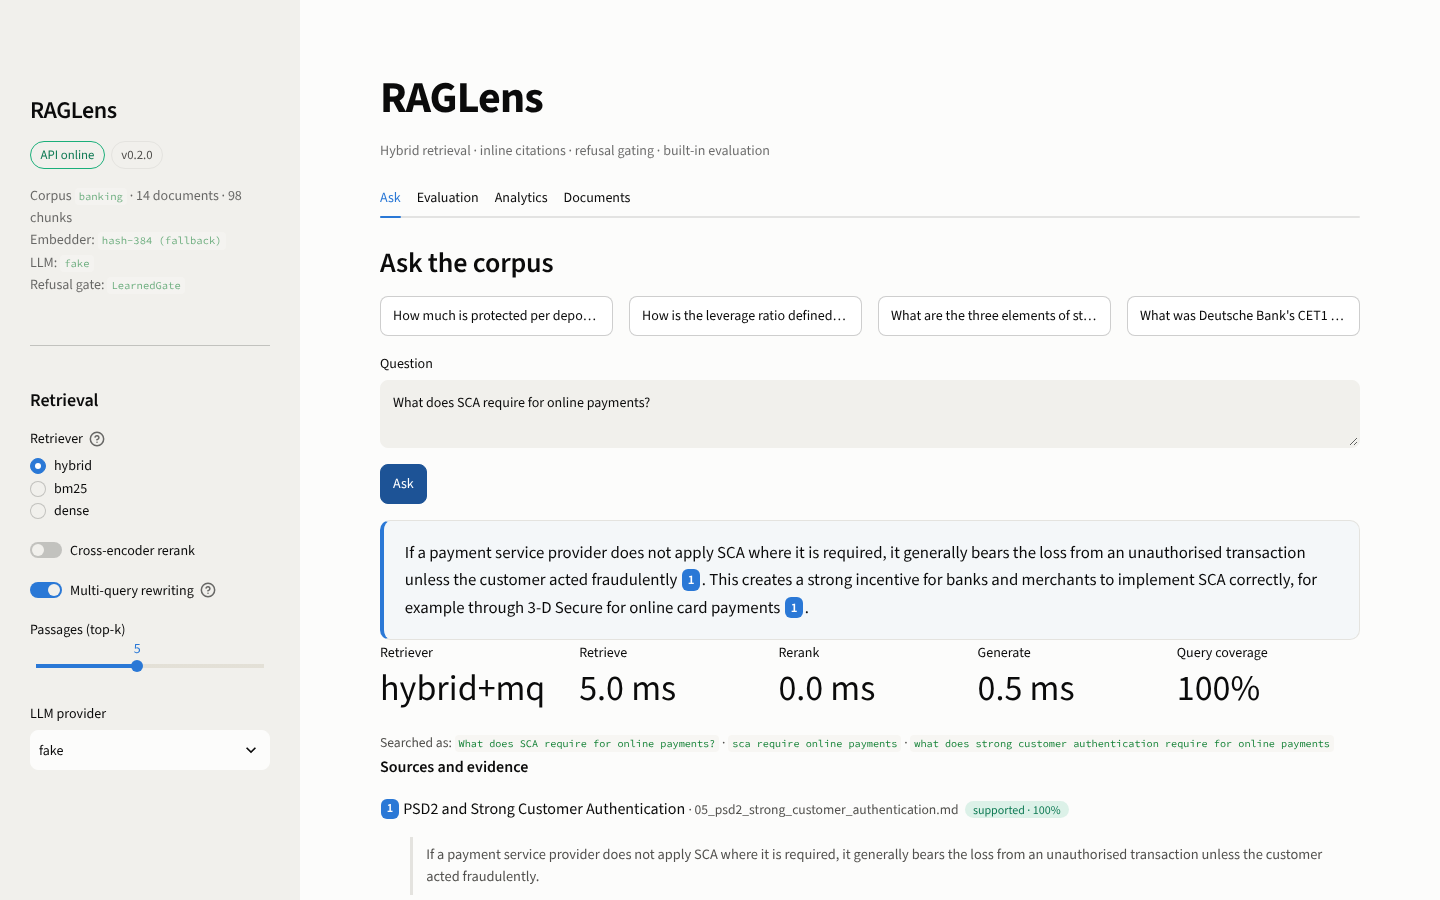 RAGLens
API online v0.2.0
Corpus banking · 14 documents · 98
chunks
Embedder: hash-384 (fallback)
LLM: fake
Refusal gate: LearnedGate
Retrieval
Retriever
hybrid
bm25
dense
Cross-encoder rerank
Multi-query rewriting
Passages (top-k)
5
LLM provider
fake
RAGLens
Hybrid retrieval · inline citations · refusal gating · built-in evaluation
Ask Evaluation Analytics Documents
Ask the corpus
How much is protected per depo... How is the leverage ratio defined... What are the three elements of st... What was Deutsche Bank's CET1 ...
Question
What does SCA require for online payments?
Ask
If a payment service provider does not apply SCA where it is required, it generally bears the loss from an unauthorised transaction
unless the customer acted fraudulently 1 . This creates a strong incentive for banks and merchants to implement SCA correctly, for
example through 3-D Secure for online card payments 1 .
Retriever Retrieve Rerank Generate Query coverage
hybrid+mq 5.0 ms 0.0 ms 0.5 ms 100%
Searched as: What does SCA require for online payments? · sca require online payments · what does strong customer authentication require for online payments
Sources and evidence
1 PSD2 and Strong Customer Authentication · 05_psd2_strong_customer_authentication.md supported · 100%
If a payment service provider does not apply SCA where it is required, it generally bears the loss from an unauthorised transaction unless the customer
acted fraudulently.